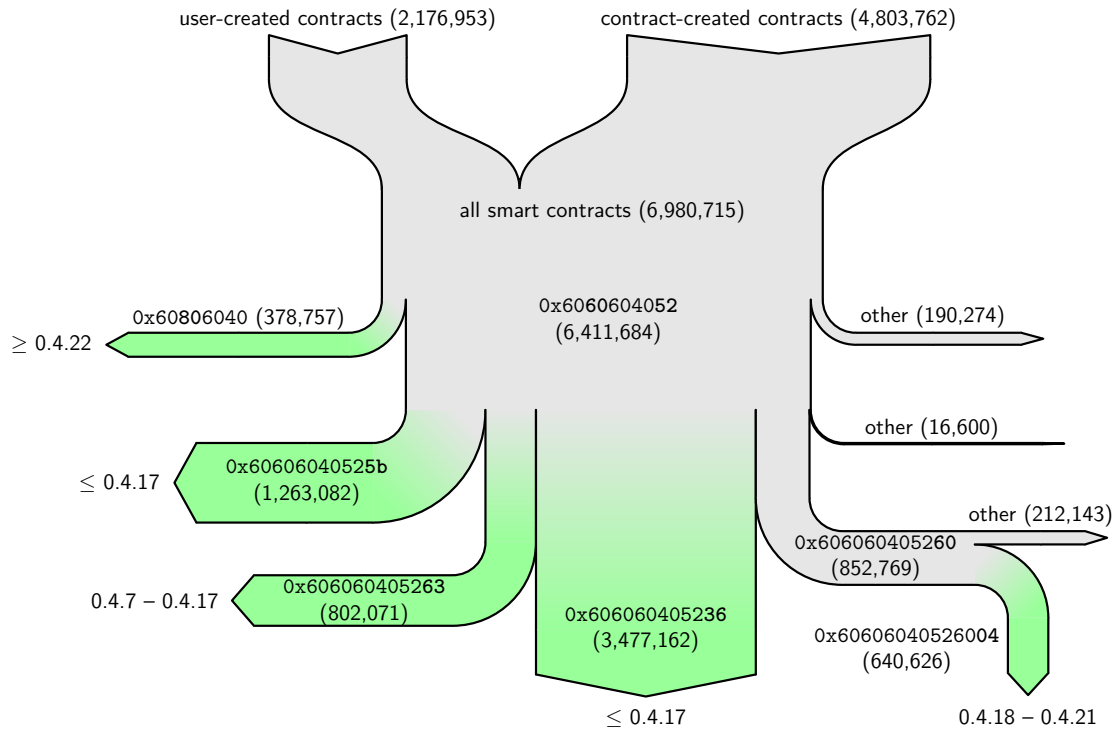 user-created contracts (2,176,953)
contract-created contracts (4,803,762)
all smart contracts (6,980,715)
0x6060604052
(6,411,684)
0x60806040 (378,757)
≥ 0.4.22
other (190,274)
other (16,600)
0x60606040525b
(1,263,082)
≤ 0.4.17
other (212,143)
0x606060405260
(852,769)
0x606060405263
(802,071)
0.4.7 – 0.4.17
0x606060405236
(3,477,162)
≤ 0.4.17
0x60606040526004
(640,626)
0.4.18 – 0.4.21